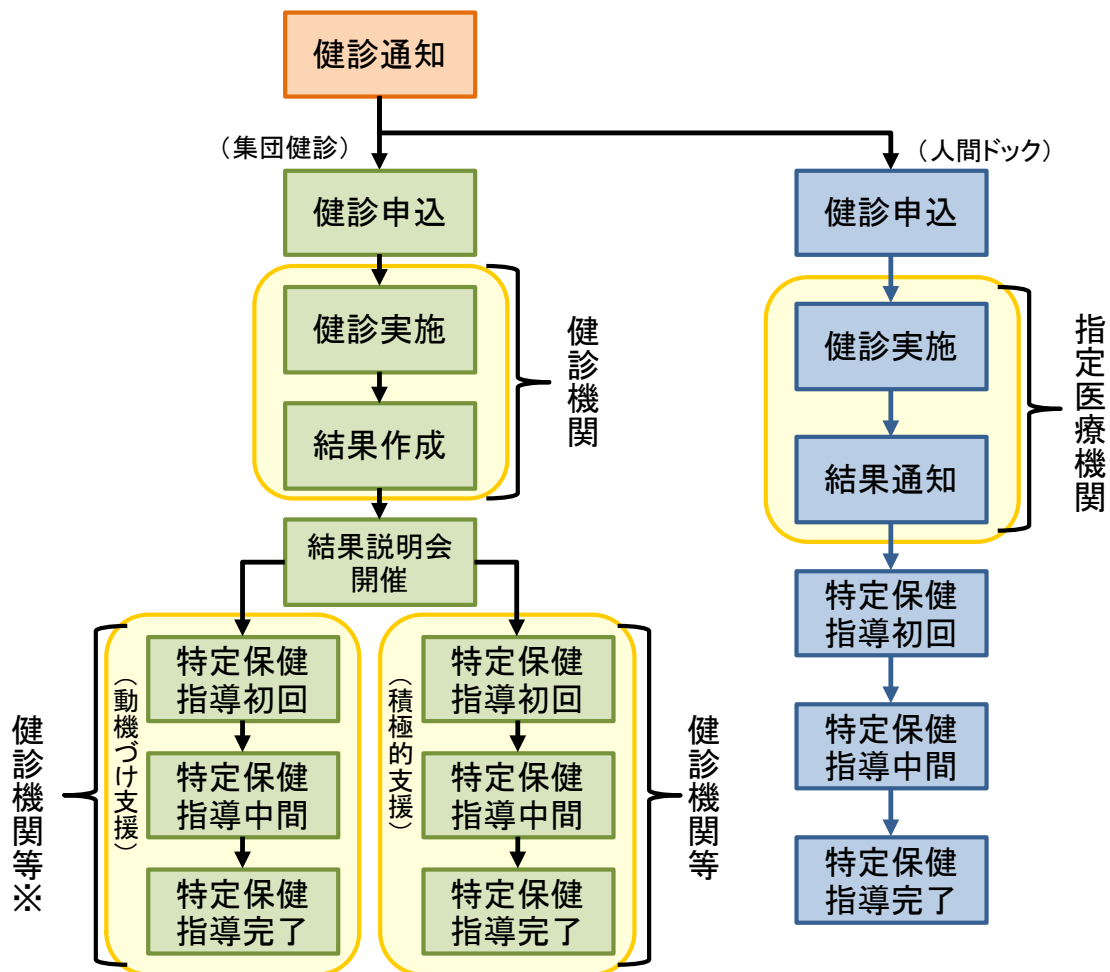 健診通知
（集団健診）
（人間ドック）
健診申込
健診実施
結果作成
健診機関
結果説明会
開催
（動機づけ支援）
特定保健
指導初回
特定保健
指導中間
特定保健
指導完了
健診機関等※
（積極的支援）
特定保健
指導初回
特定保健
指導中間
特定保健
指導完了
健診機関等
健診申込
健診実施
結果通知
指定医療機関
特定保健
指導初回
特定保健
指導中間
特定保健
指導完了